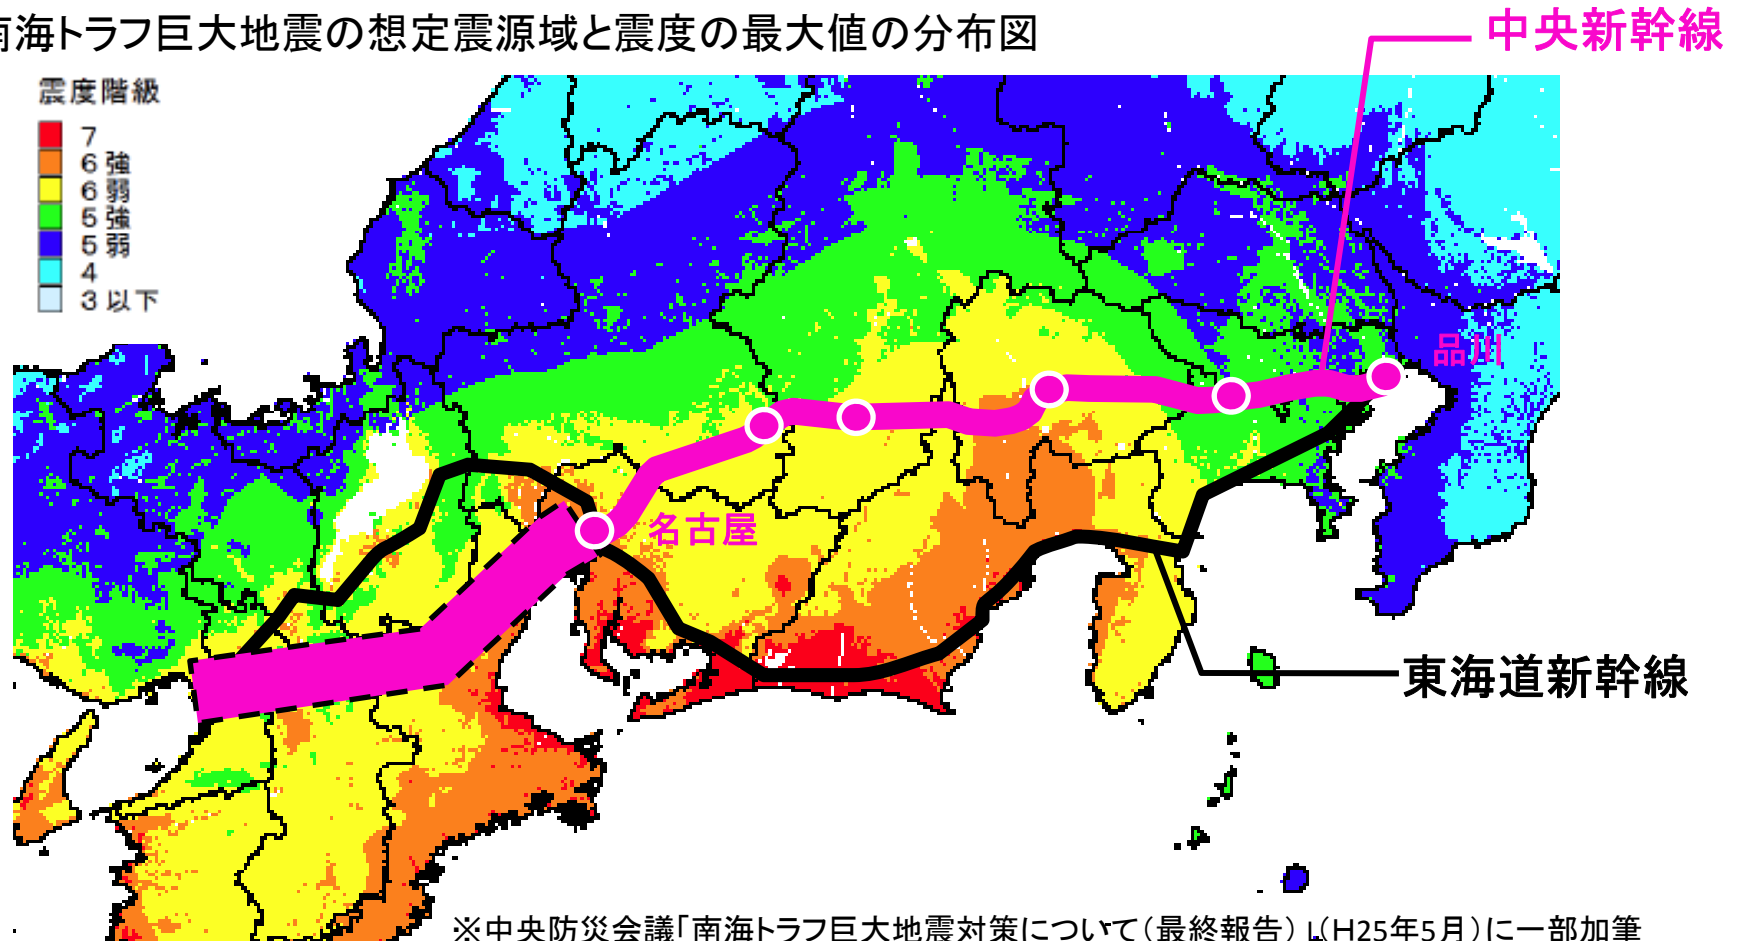 南海トラフ巨大地震の想定震源域と震度の最大値の分布図
中央新幹線
震度階級
7
6強
6弱
5強
5弱
4
3以下
品川
名古屋
東海道新幹線
※中央防災会議「南海トラフ巨大地震対策について(最終報告)」(H25年5月)に一部加筆